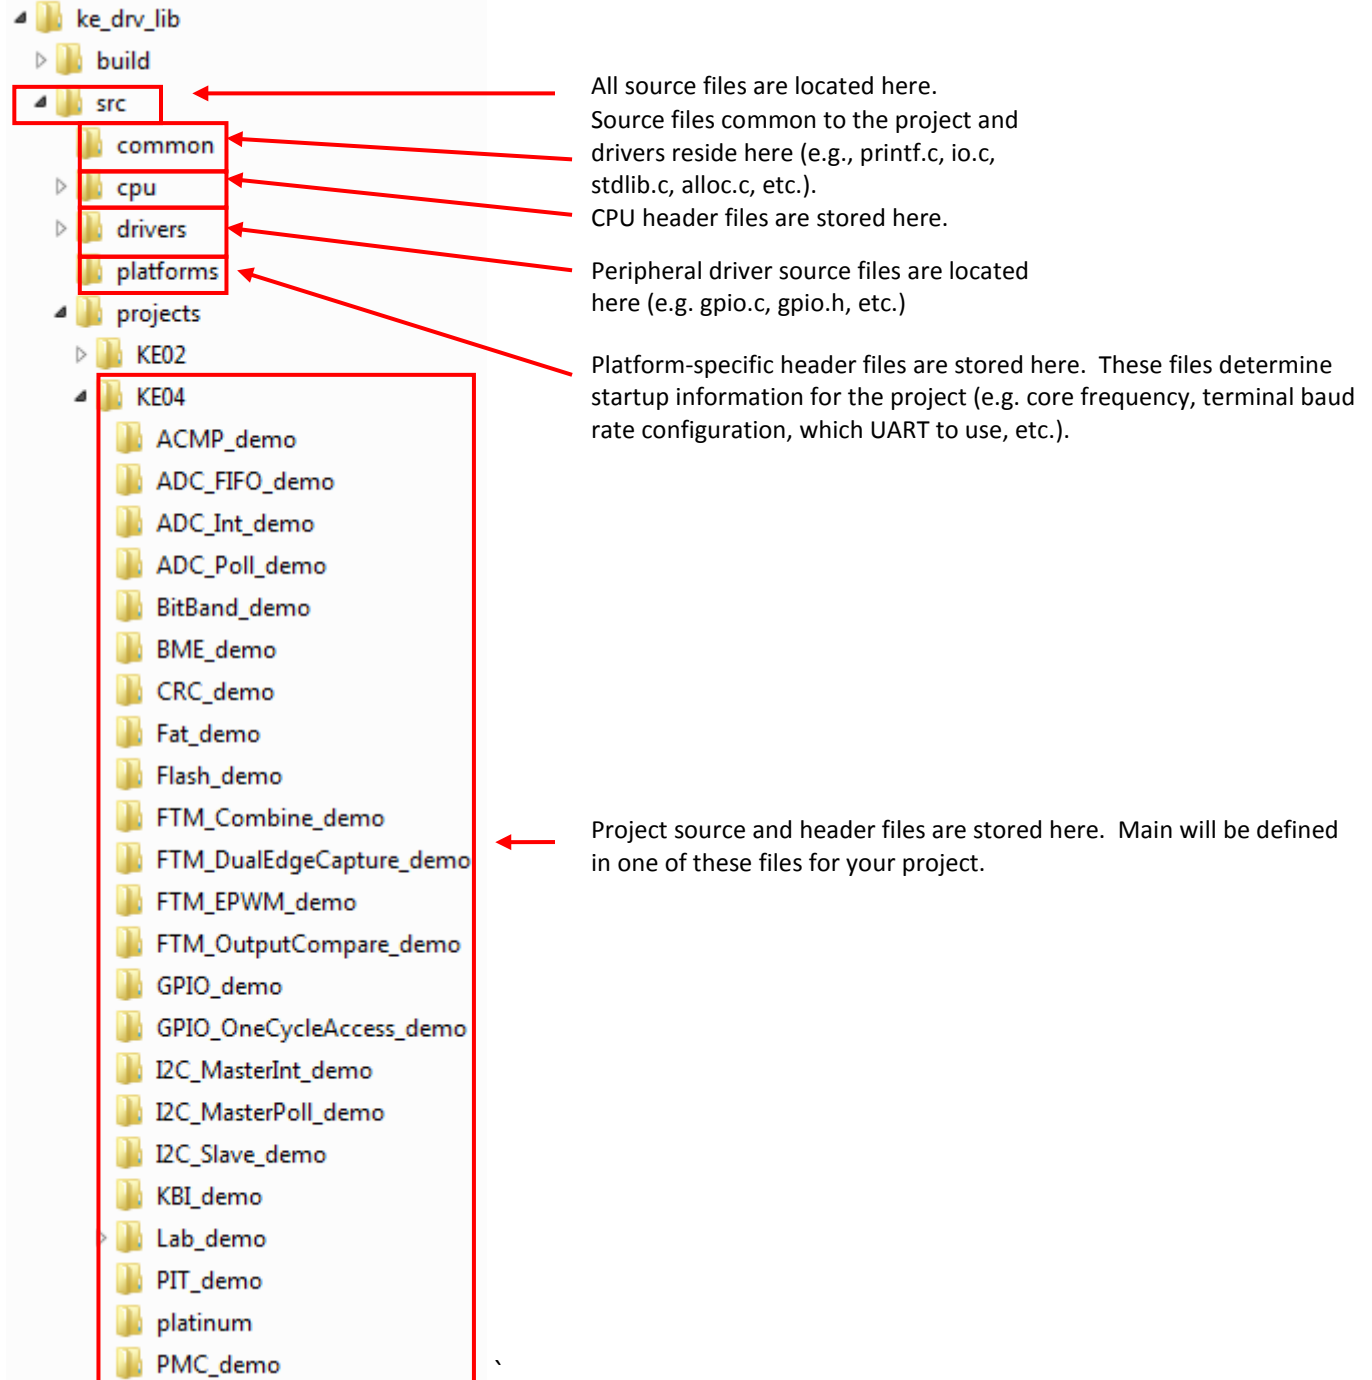 ke_drv_lib
build
src
common
cpu
drivers
platforms
projects
KE02
KE04
ACMP_demo
ADC_FIFO_demo
ADC_Int_demo
ADC_Poll_demo
BitBand_demo
BME_demo
CRC_demo
Fat_demo
Flash_demo
FTM_Combine_demo
FTM_DualEdgeCapture_demo
FTM_EPWM_demo
FTM_OutputCompare_demo
GPIO_demo
GPIO_OneCycleAccess_demo
I2C_MasterInt_demo
I2C_MasterPoll_demo
I2C_Slave_demo
KBI_demo
Lab_demo
PIT_demo
platinum
PMC_demo
All source files are located here.
Source files common to the project and
drivers reside here (e.g., printf.c, io.c,
stdlib.c, alloc.c, etc.).
CPU header files are stored here.
Peripheral driver source files are located
here (e.g. gpio.c, gpio.h, etc.)
Platform-specific header files are stored here.  These files determine
startup information for the project (e.g. core frequency, terminal baud
rate configuration, which UART to use, etc.).
Project source and header files are stored here.  Main will be defined
in one of these files for your project.
`